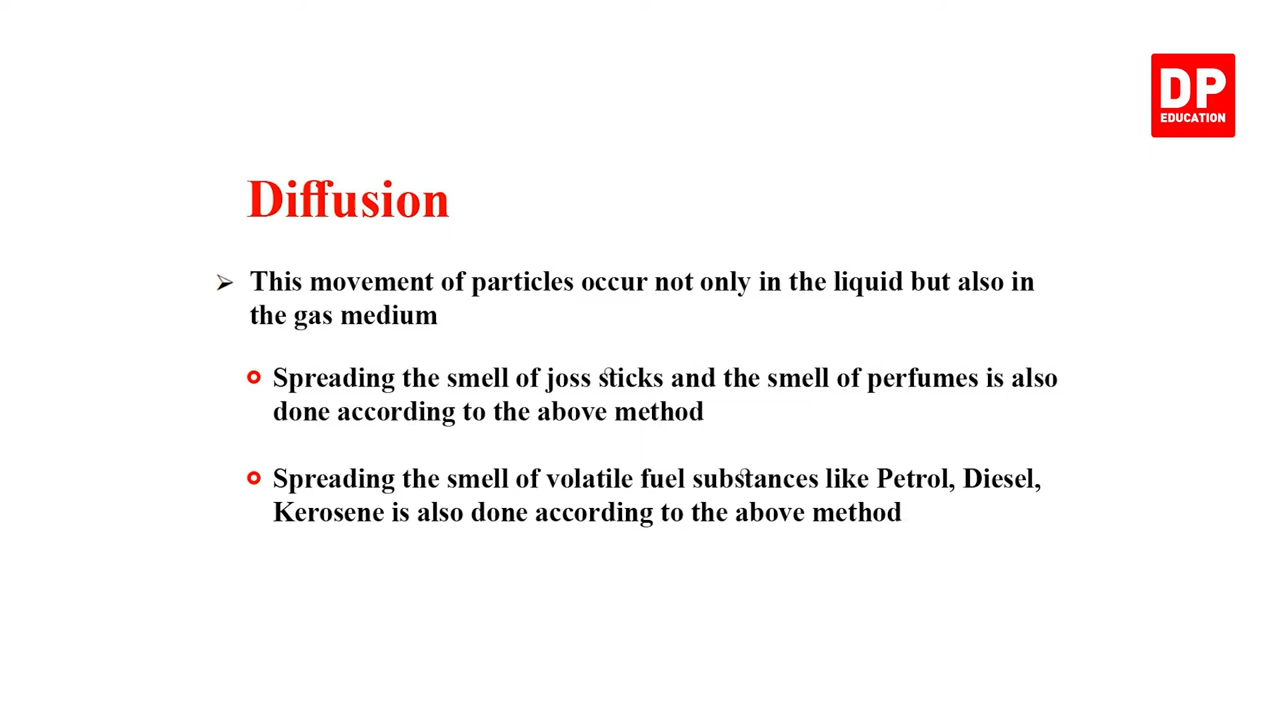 DP
EDUCATION
Diffusion
This movement of particles occur not only in the liquid but also in
the gas medium
Spreading the smell of joss sticks and the smell of perfumes is also
done according to the above method
Spreading the smell of volatile fuel substances like Petrol, Diesel,
Kerosene is also done according to the above method